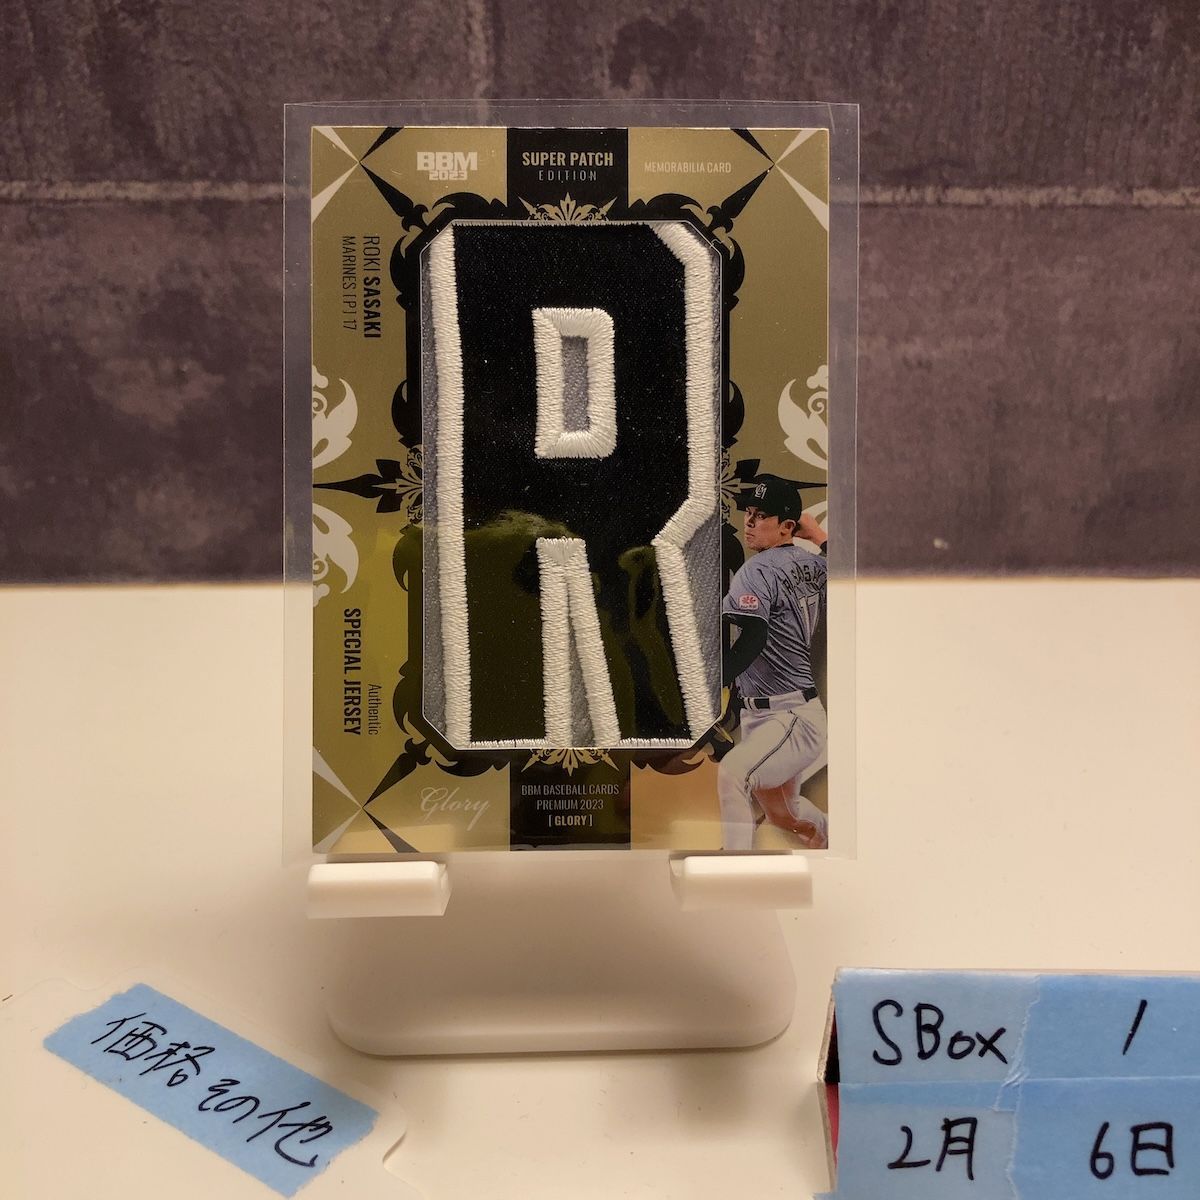 BBM
2023
SUPER PATCH
EDITION
MEMORABILIA CARD
ROKI SASAKI
MARINES [P] 17
R
Authentic
SPECIAL JERSEY
Glory
BBM BASEBALL CARDS
PREMIUM 2023
[GLORY]
価格その他
SBox 1
2月 6日